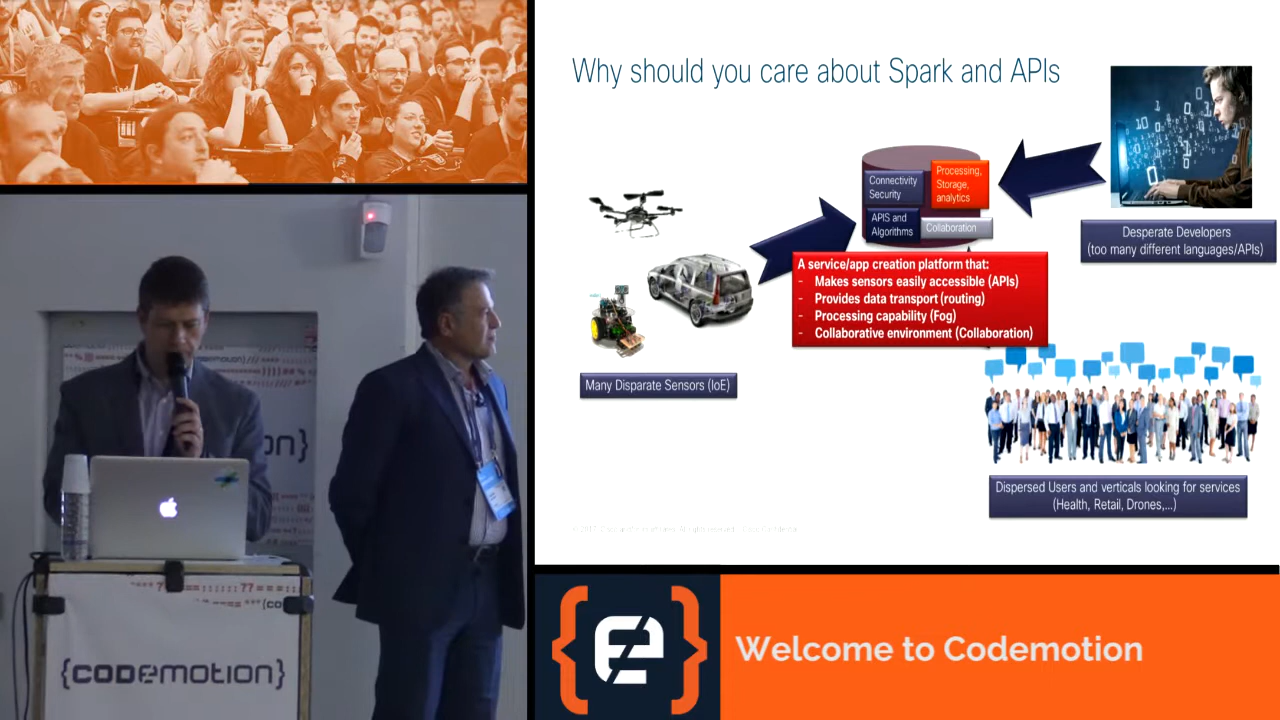 Why should you care about Spark and APIs
Connectivity
Security
Processing,
Storage,
analytics
APIS and
Algorithms
Collaboration
Desperate Developers
(too many different languages/APIs)
A service/app creation platform that:
- Makes sensors easily accessible (APIs)
- Provides data transport (routing)
- Processing capability (Fog)
- Collaborative environment (Collaboration)
Many Disparate Sensors (IoE)
Dispersed Users and verticals looking for services
(Health, Retail, Drones,...)
{CODEMOTION}
Welcome to Codemotion